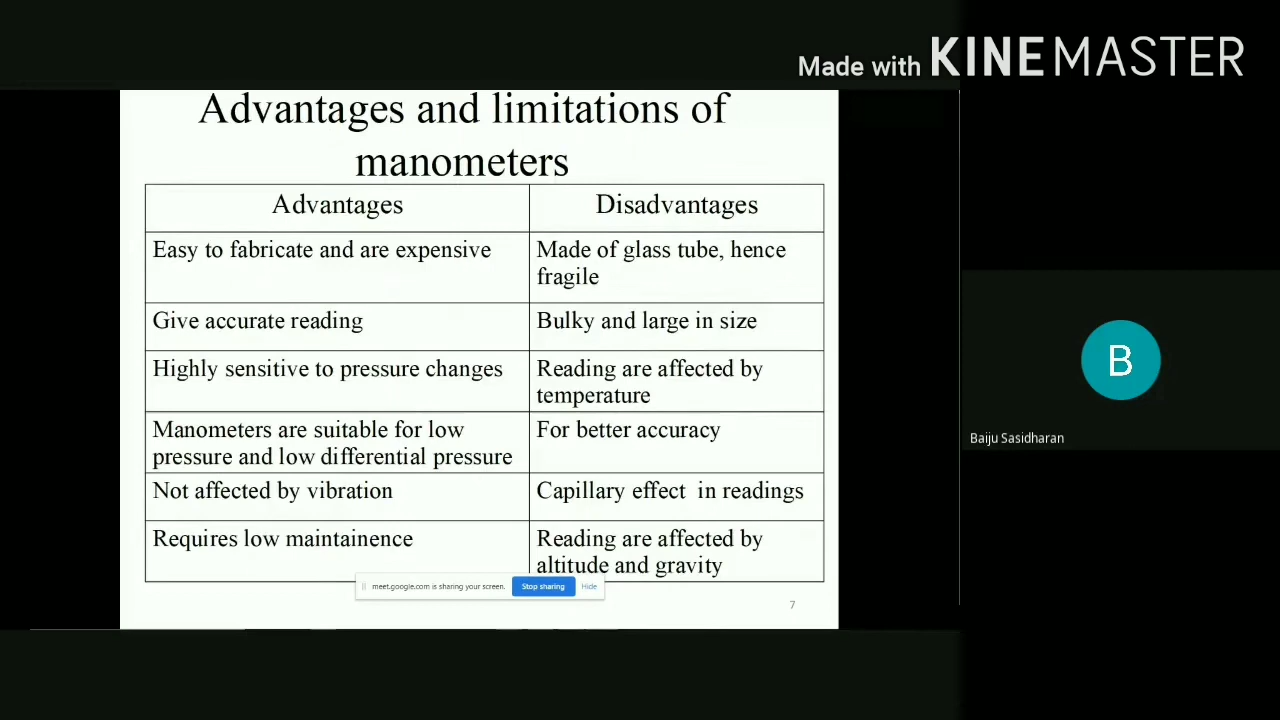 Made with KINEMASTER
Advantages and limitations of
manometers
Advantages
Disadvantages
Easy to fabricate and are expensive
Made of glass tube, hence
fragile
Give accurate reading
Bulky and large in size
Highly sensitive to pressure changes
Reading are affected by
temperature
Manometers are suitable for low
pressure and low differential pressure
For better accuracy
Not affected by vibration
Capillary effect in readings
Requires low maintainence
Reading are affected by
altitude and gravity
meet.google.com is sharing your screen.
Stop sharing
Hide
7
B
Baiju Sasidharan